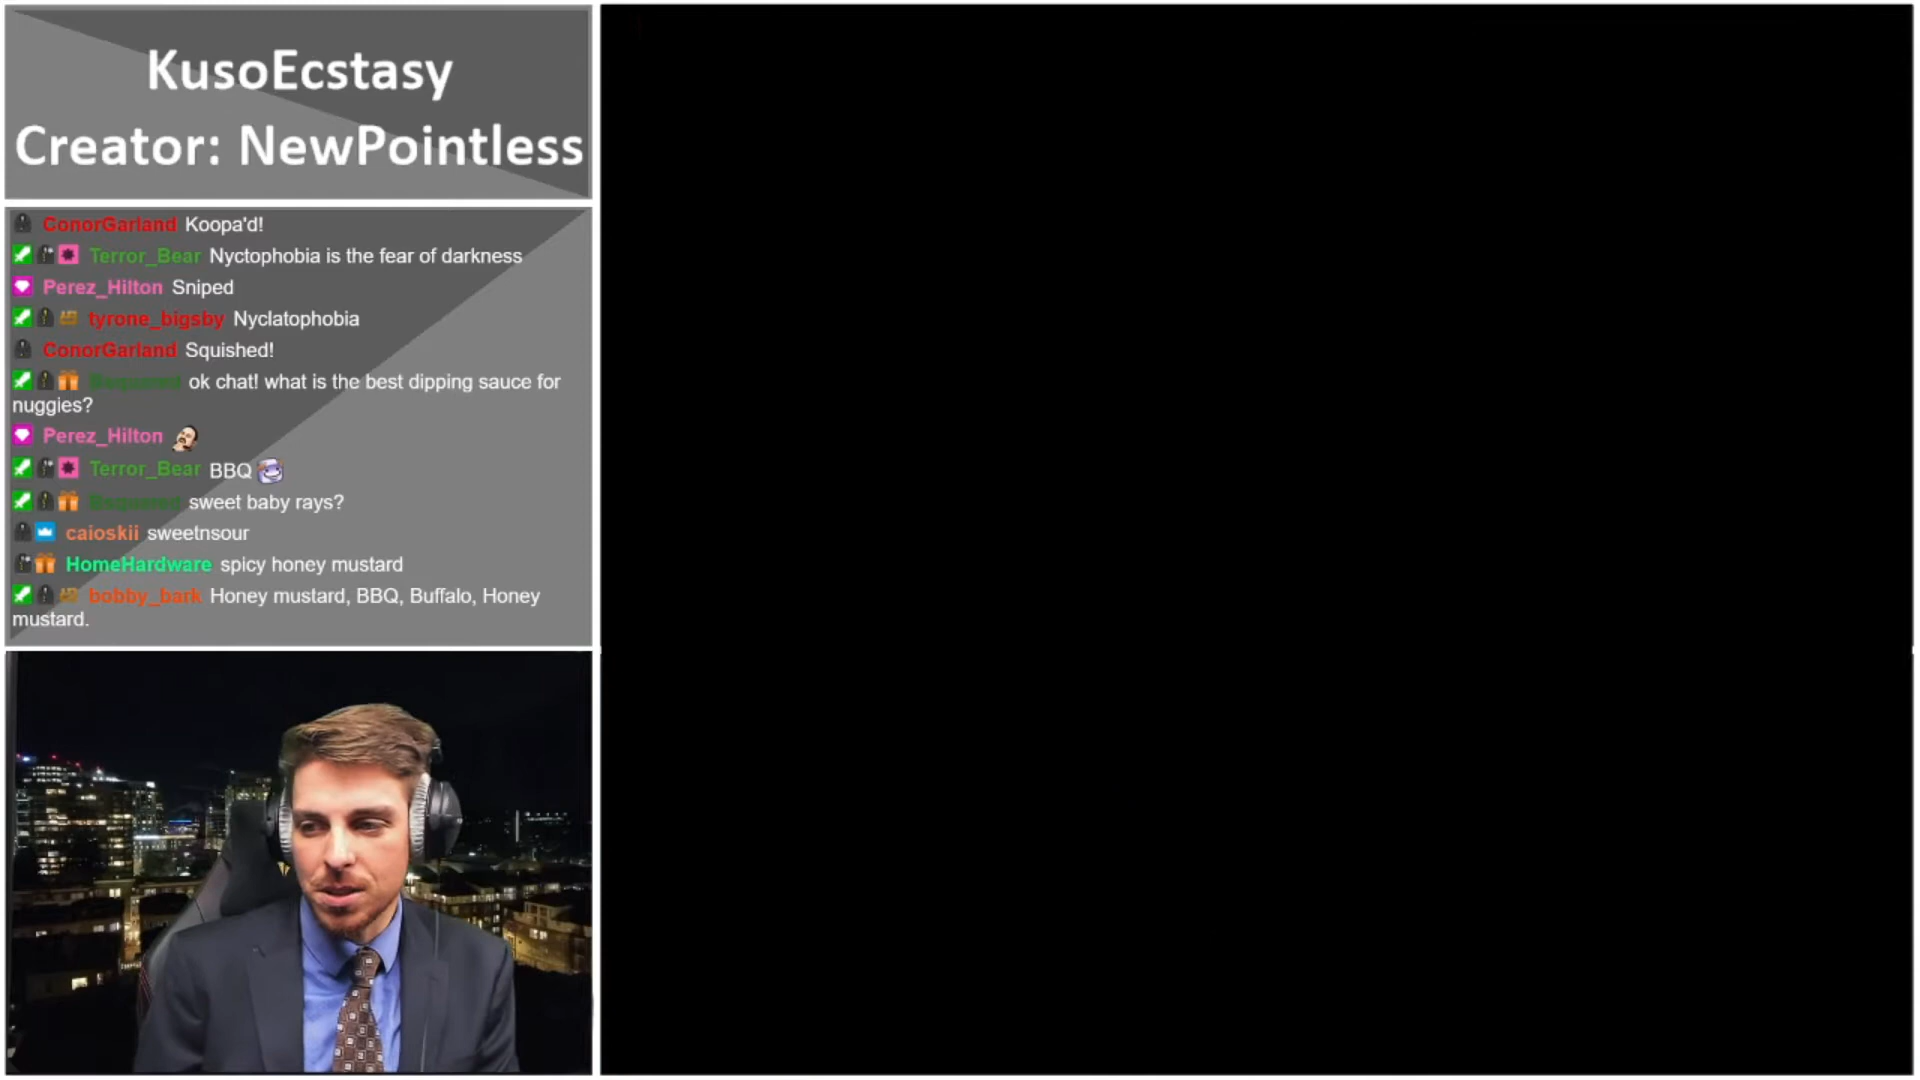 KusoEcstasy
Creator: NewPointless
ConorGarland Koopa'd!
Terror_Bear Nyctophobia is the fear of darkness
Perez_Hilton Sniped
tyrone_bigsby Nyclatophobia
ConorGarland Squished!
Bsquared ok chat! what is the best dipping sauce for
nuggies?
Perez_Hilton
Terror_Bear BBQ
Bsquared sweet baby rays?
caioskii sweetnsour
HomeHardware spicy honey mustard
bobby_bark Honey mustard, BBQ, Buffalo, Honey
mustard.